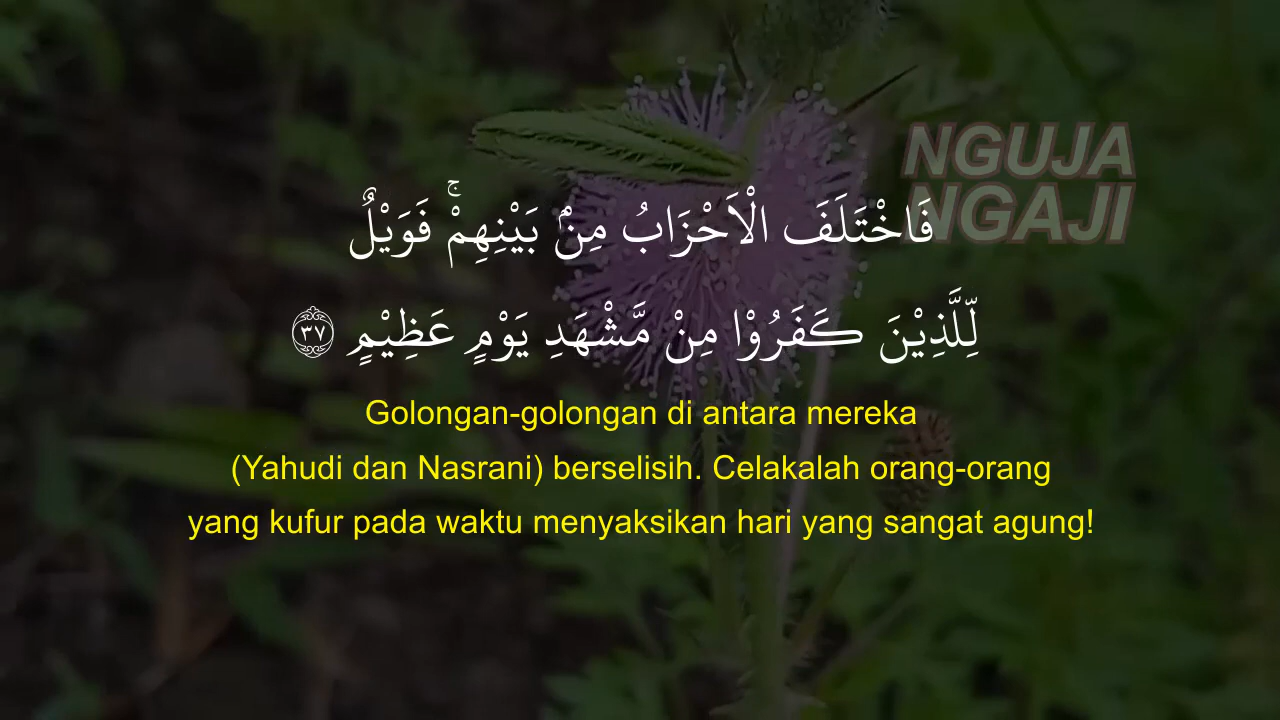 NGUJA
NGAJI
فَاخْتَلَفَ الْاَحْزَابُ مِنْۢ بَيْنِهِمْۚ فَوَيْلٌ
لِّلَّذِيْنَ كَفَرُوْا مِنْ مَّشْهَدِ يَوْمٍ عَظِيْمٍ ٣٧
Golongan-golongan di antara mereka
(Yahudi dan Nasrani) berselisih. Celakalah orang-orang
yang kufur pada waktu menyaksikan hari yang sangat agung!